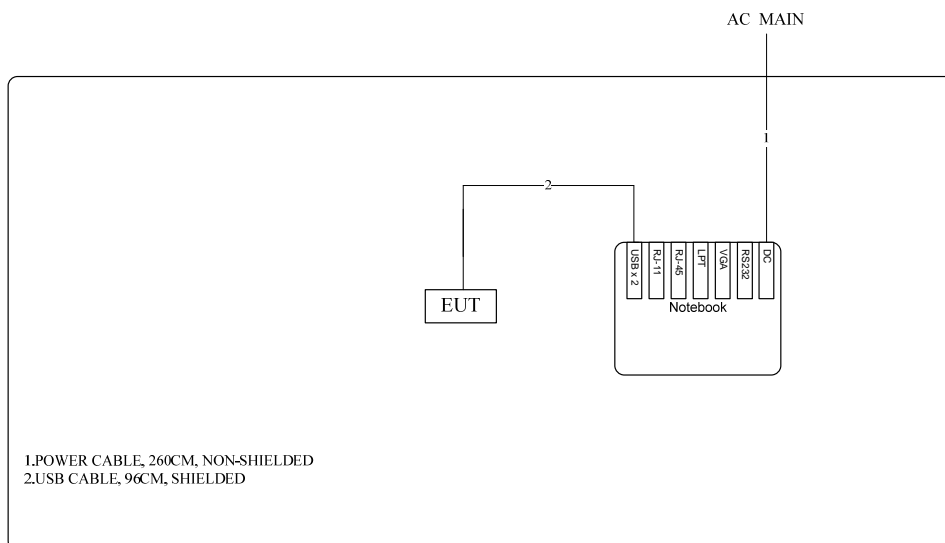 AC MAIN
1
2
USB x 2
RJ-11
RJ-45
LPT
VGA
RS232
DC
Notebook
EUT
1.POWER CABLE, 260CM, NON-SHIELDED
2.USB CABLE, 96CM, SHIELDED